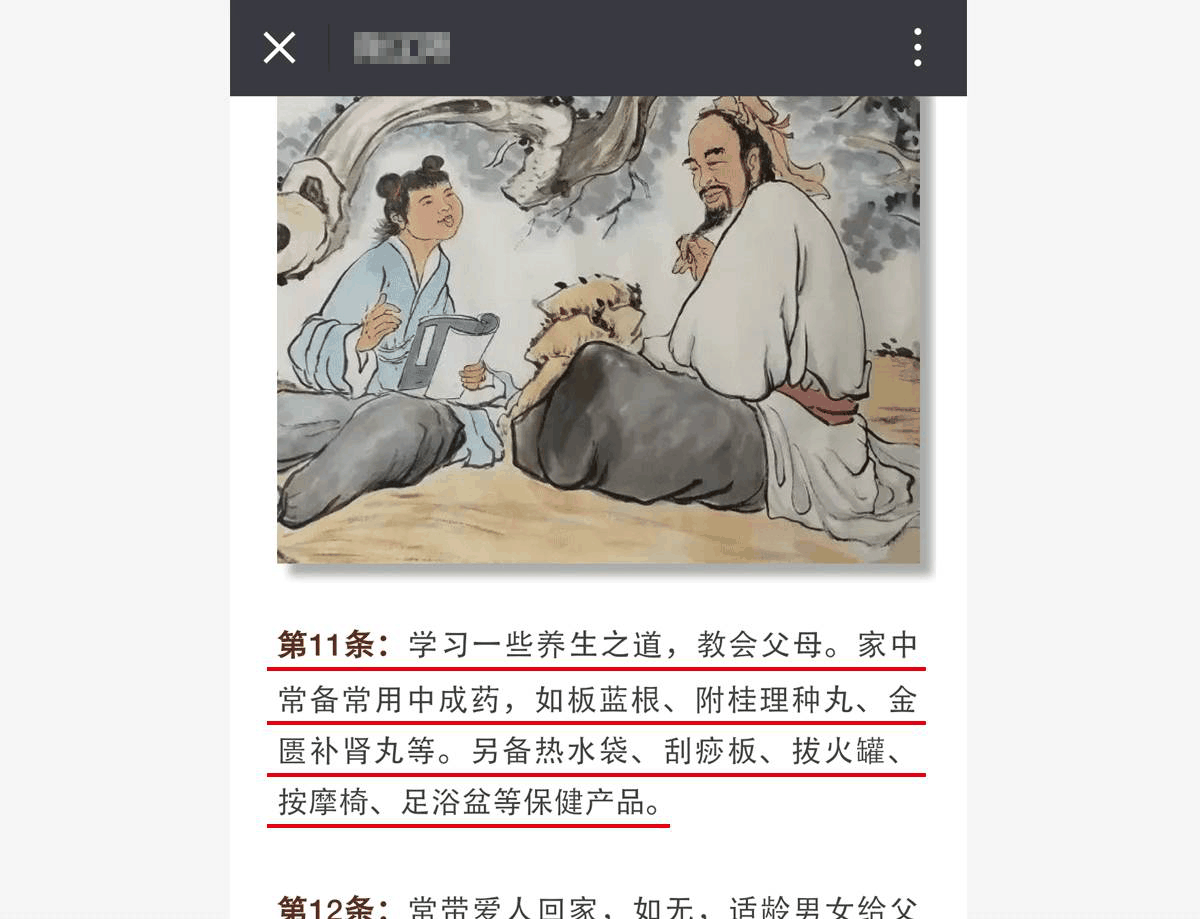 第11条：学习一些养生之道，教会父母。家中
常备常用中成药，如板蓝根、附桂理种丸、金
匮补肾丸等。另备热水袋、刮痧板、拔火罐、
按摩椅、足浴盆等保健产品。
第12条：常带爱人回家，如无，适龄男女给父